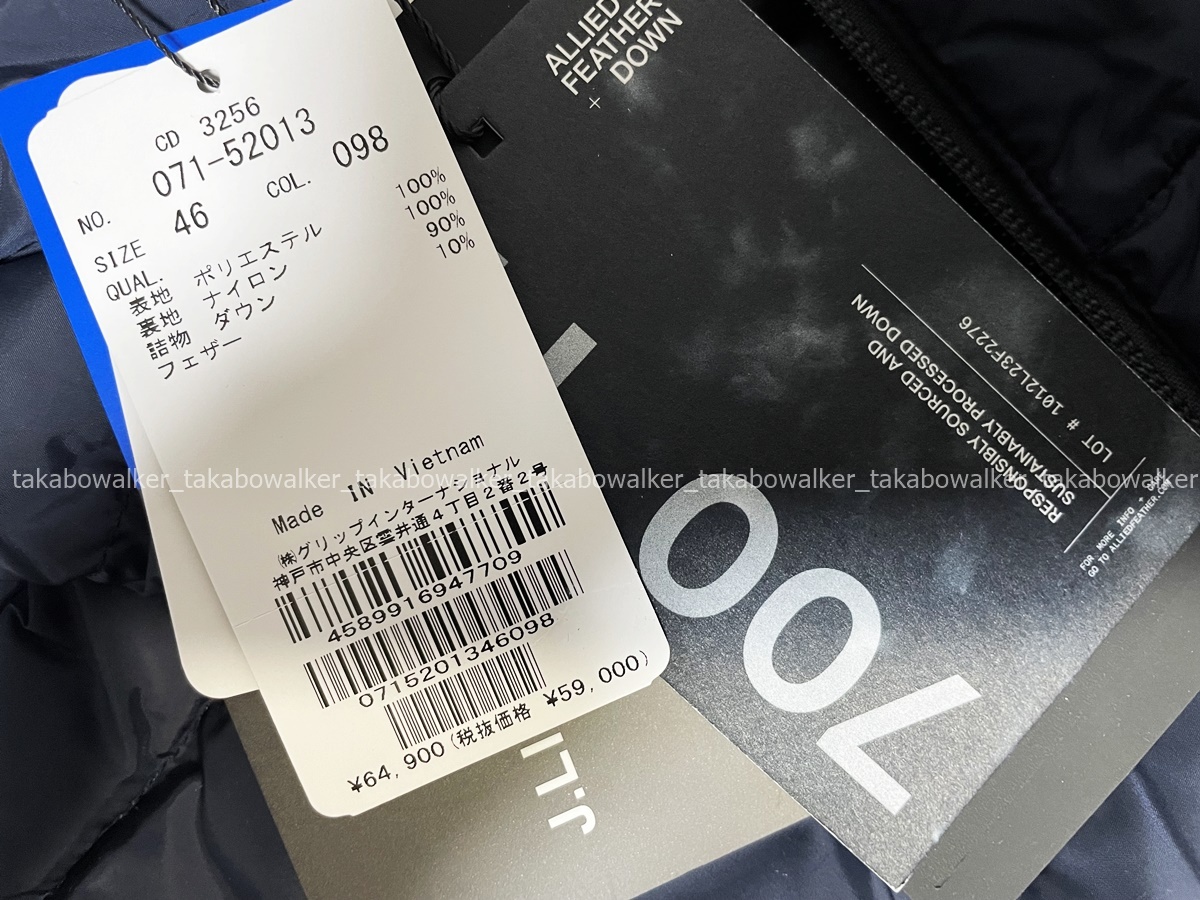 CD 3256
NO. 071-52013
SIZE 46 COL. 098
QUAL.
表地 ポリエステル 100%
裏地 ナイロン 100%
詰物 ダウン 90%
フェザー 10%
Made IN Vietnam
㈱グリップインターナショナル
神戸市中央区雲井通4丁目2番2号
4589916947709
0715201346098
¥64,900(税抜価格 ¥59,000)
ALLIED
FEATHER
+ DOWN
LOT # 1012L23F2276
RESPONSIBLY SOURCED AND
SUSTAINABLY PROCESSED DOWN
FOR MORE INFO
GO TO ALLIEDFEATHER.COM
700
J.LI
takabowalker_takabowalker_takabowalker_takabowalker_takabowalker_takabowalker_takabowalker